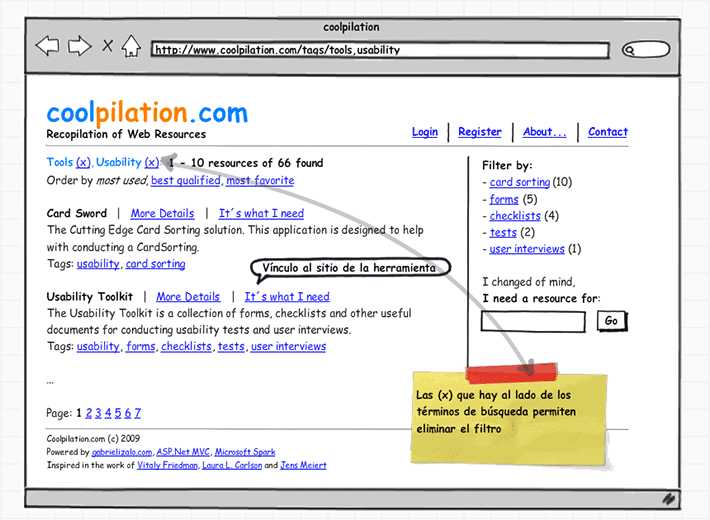 coolpilation
http://www.coolpilation.com/tags/tools,usability
coolpilation.com
Recopilation of Web Resources
Login | Register | About... | Contact
Tools (x), Usability (x): 1 - 10 resources of 66 found
Order by most used, best qualified, most favorite
Card Sword | More Details | It´s what I need
The Cutting Edge Card Sorting solution. This application is designed to help
with conducting a CardSorting.
Tags: usability, card sorting
Vínculo al sitio de la herramienta
Usability Toolkit | More Details | It´s what I need
The Usability Toolkit is a collection of forms, checklists and other useful
documents for conducting usability tests and user interviews.
Tags: usability, forms, checklists, tests, user interviews
...
Page: 1 2 3 4 5 6 7
Filter by:
- card sorting (10)
- forms (5)
- checklists (4)
- tests (2)
- user interviews (1)
I changed of mind,
I need a resource for:
Go
Las (x) que hay al lado de los
términos de búsqueda permiten
eliminar el filtro
Coolpilation.com (c) 2009
Powered by gabrielizalo.com, ASP.Net MVC, Microsoft Spark
Inspired in the work of Vitaly Friedman, Laura L. Carlson and Jens Meiert